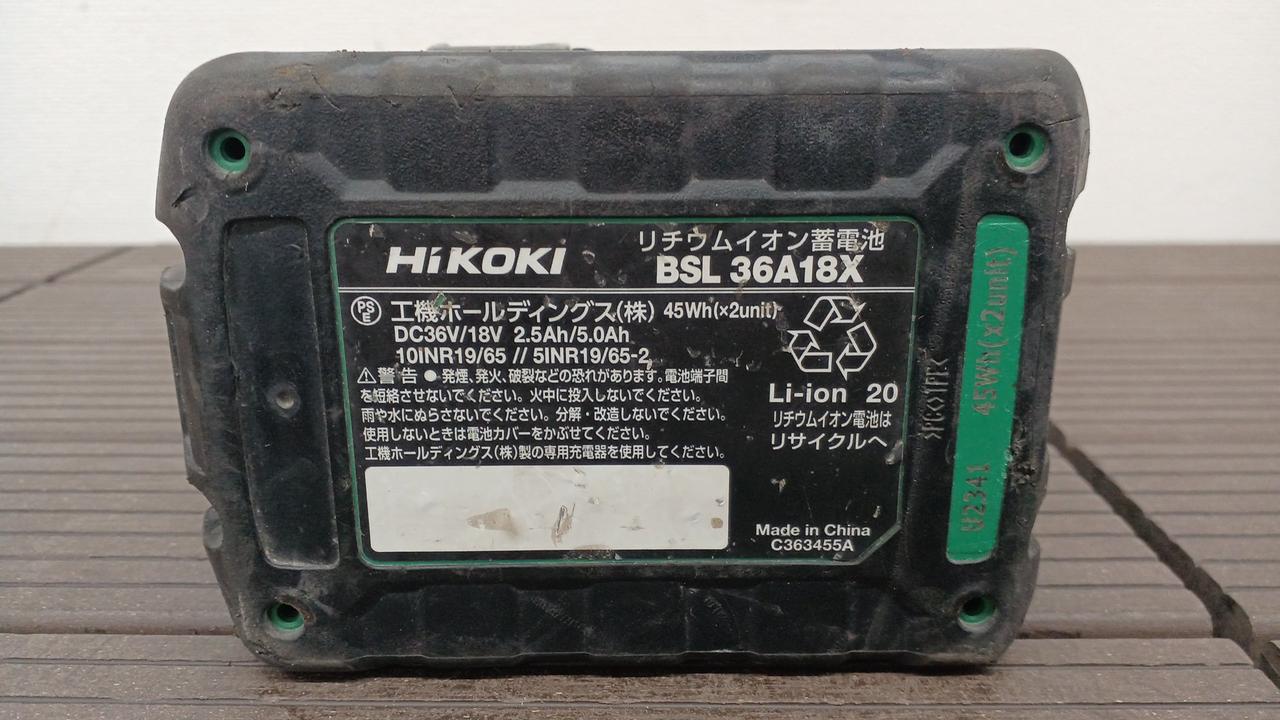 HiKOKI
リチウムイオン蓄電池
BSL 36A18X
PSE
工機ホールディングス(株) 45Wh(×2unit)
DC36V/18V 2.5Ah/5.0Ah
10INR19/65 // 5INR19/65-2
⚠警告 ●発煙、発火、破裂などの恐れがあります。電池端子間
を短絡させないでください。火中に投入しないでください。
雨や水にぬらさないでください。分解・改造しないでください。
使用しないときは電池カバーをかぶせてください。
工機ホールディングス(株)製の専用充電器を使用してください。
Li-ion 20
リチウムイオン電池は
リサイクルへ
Made in China
C363455A
>PC<>TPE<
U2341 45Wh(x2unit)